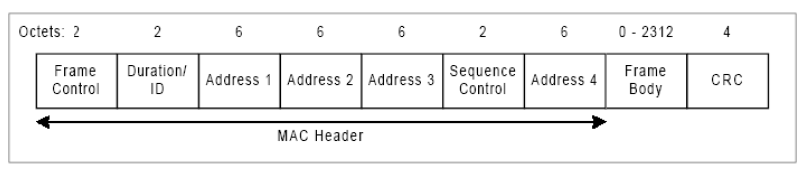 Octets: 2 2 6 6 6 2 6 0 - 2312 4
Frame Control Duration/ ID Address 1 Address 2 Address 3 Sequence Control Address 4 Frame Body CRC
MAC Header